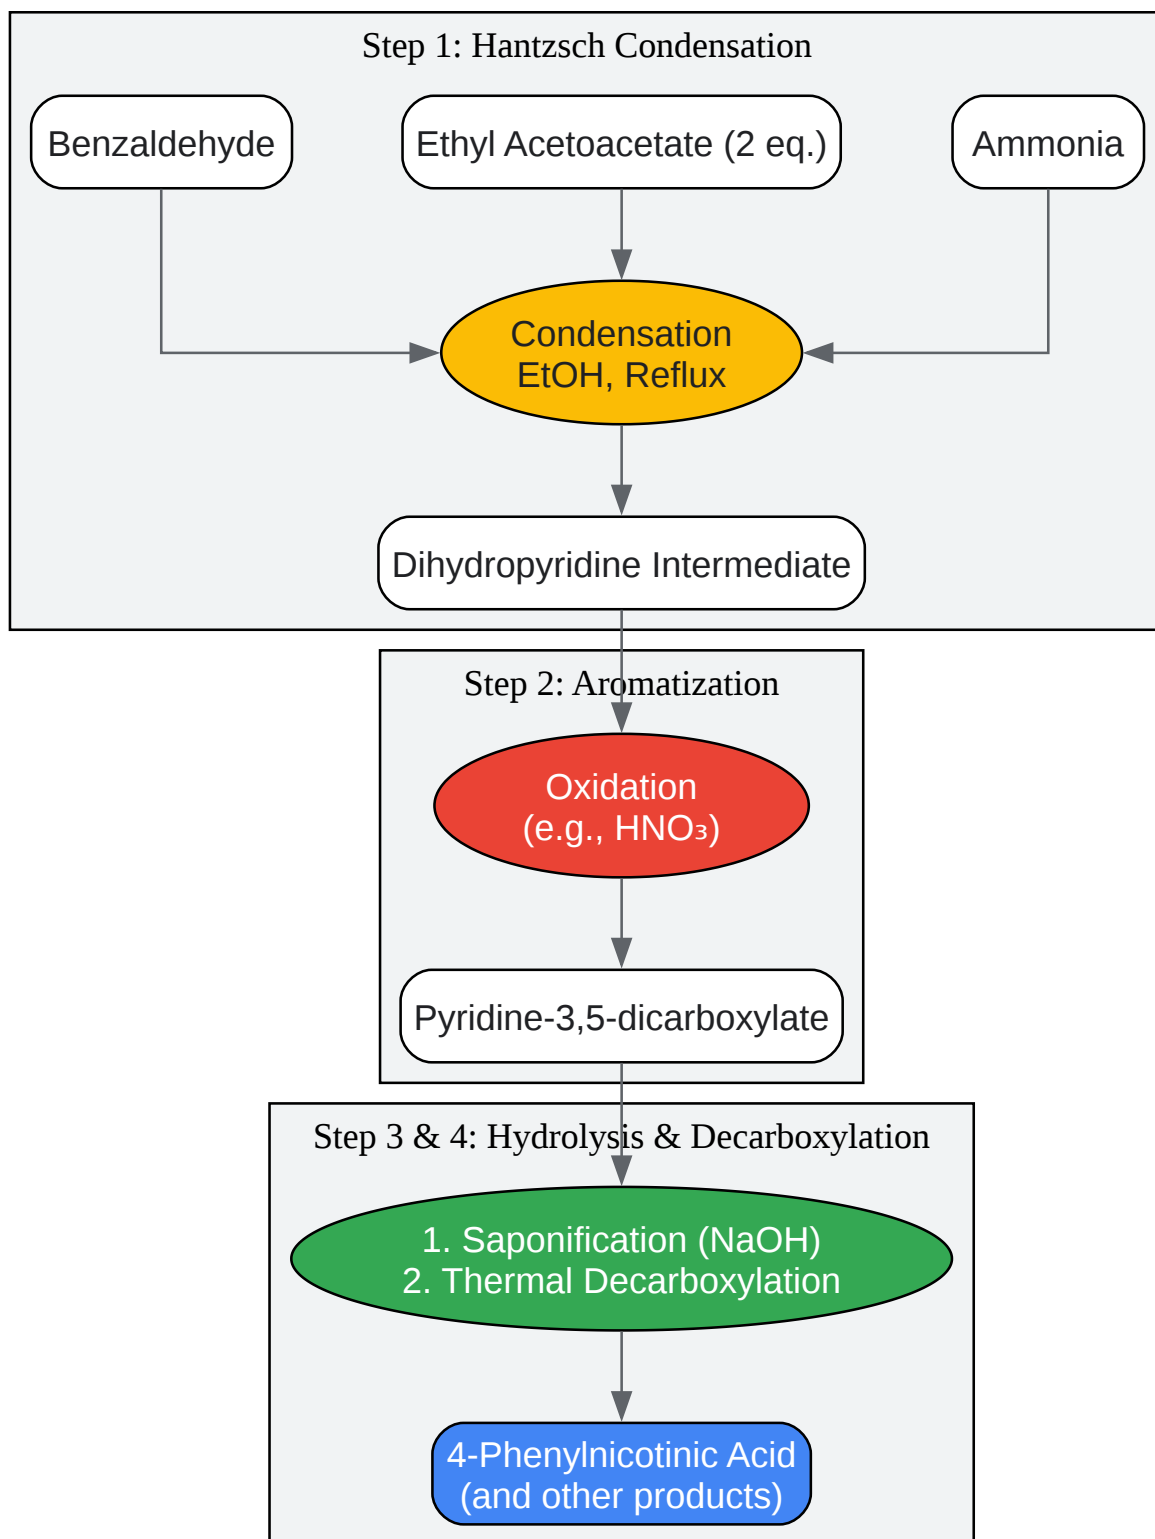 Step 1: Hantzsch Condensation
Benzaldehyde
Ethyl Acetoacetate (2 eq.)
Ammonia
Condensation
EtOH, Reflux
Dihydropyridine Intermediate
Step 2: Aromatization
Oxidation
(e.g., HNO₃)
Pyridine-3,5-dicarboxylate
Step 3 & 4: Hydrolysis & Decarboxylation
1. Saponification (NaOH)
2. Thermal Decarboxylation
4-Phenylnicotinic Acid
(and other products)